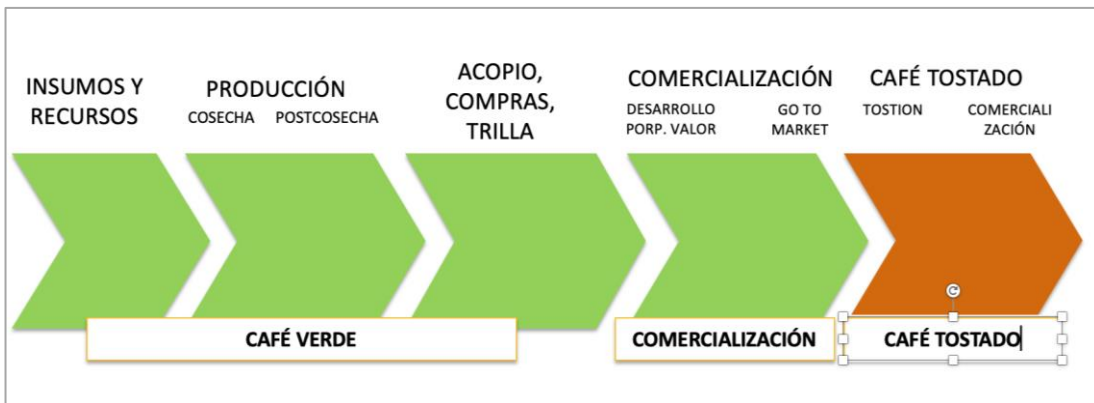 INSUMOS Y
RECURSOS
PRODUCCIÓN
COSECHA POSTCOSECHA
ACOPIO,
COMPRAS,
TRILLA
COMERCIALIZACIÓN
DESARROLLO
PORP. VALOR
GO TO
MARKET
CAFÉ TOSTADO
TOSTION
COMERCIALI
ZACIÓN
CAFÉ VERDE
COMERCIALIZACIÓN
CAFÉ TOSTADO